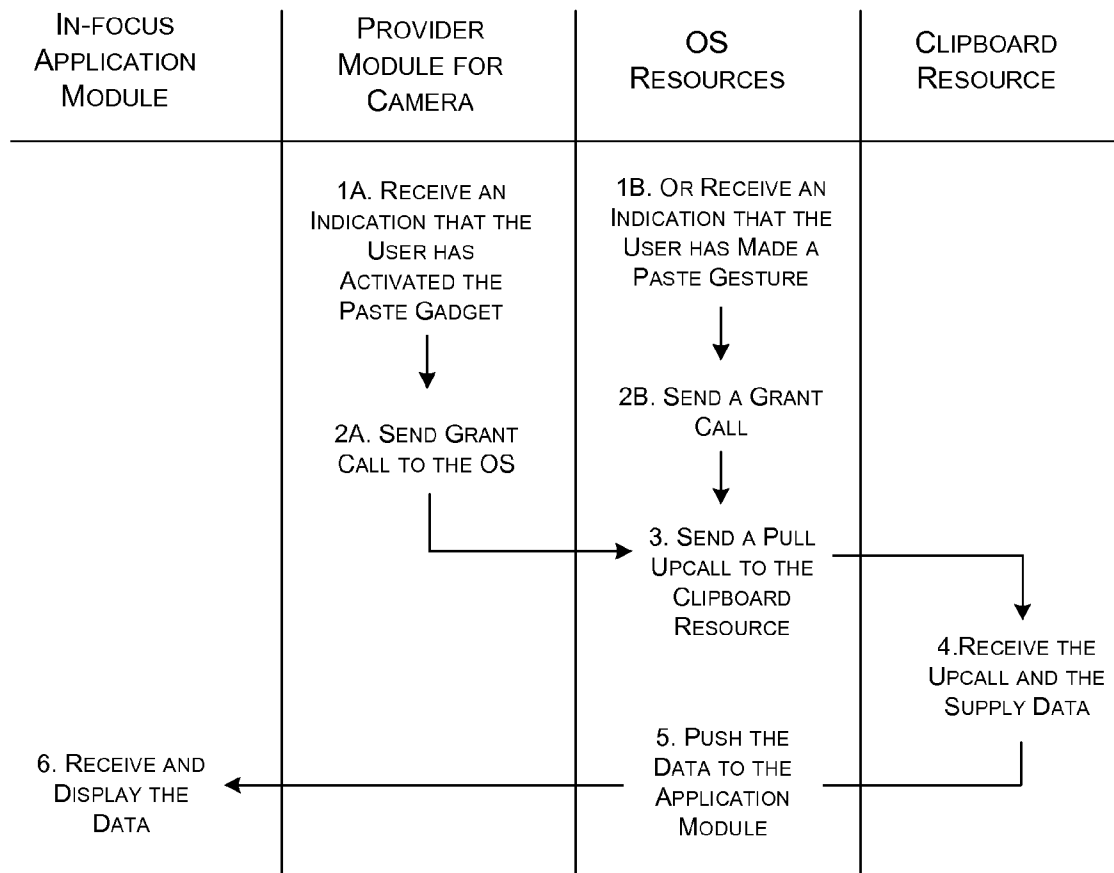 IN-FOCUS
APPLICATION
MODULE
PROVIDER
MODULE FOR
CAMERA
OS
RESOURCES
CLIPBOARD
RESOURCE
1A. RECEIVE AN
INDICATION THAT THE
USER HAS
ACTIVATED THE
PASTE GADGET
1B. OR RECEIVE AN
INDICATION THAT THE
USER HAS MADE A
PASTE GESTURE
2A. SEND GRANT
CALL TO THE OS
2B. SEND A GRANT
CALL
3. SEND A PULL
UPCALL TO THE
CLIPBOARD
RESOURCE
4.RECEIVE THE
UPCALL AND THE
SUPPLY DATA
5. PUSH THE
DATA TO THE
APPLICATION
MODULE
6. RECEIVE AND
DISPLAY THE
DATA